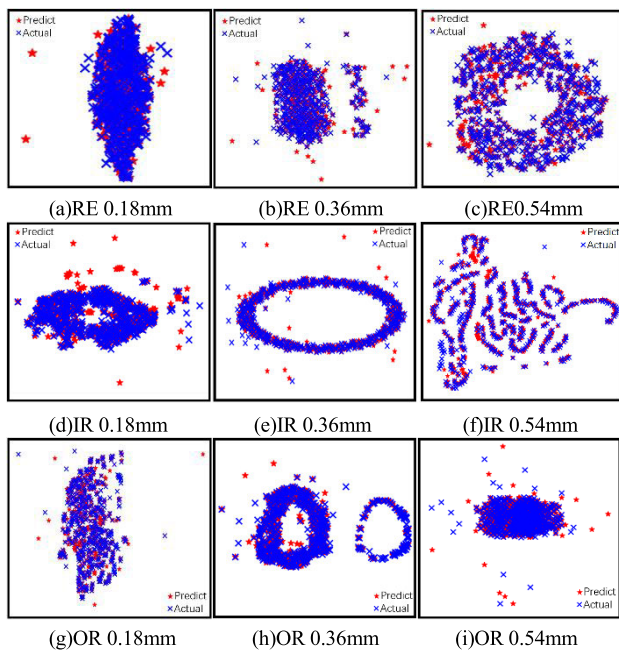 Predict
Actual
Predict
Actual
Predict
Actual
(a)RE 0.18mm
(b)RE 0.36mm
(c)RE0.54mm
Predict
Actual
Predict
Actual
Predict
Actual
(d)IR 0.18mm
(e)IR 0.36mm
(f)IR 0.54mm
Predict
Actual
Predict
Actual
Predict
Actual
(g)OR 0.18mm
(h)OR 0.36mm
(i)OR 0.54mm